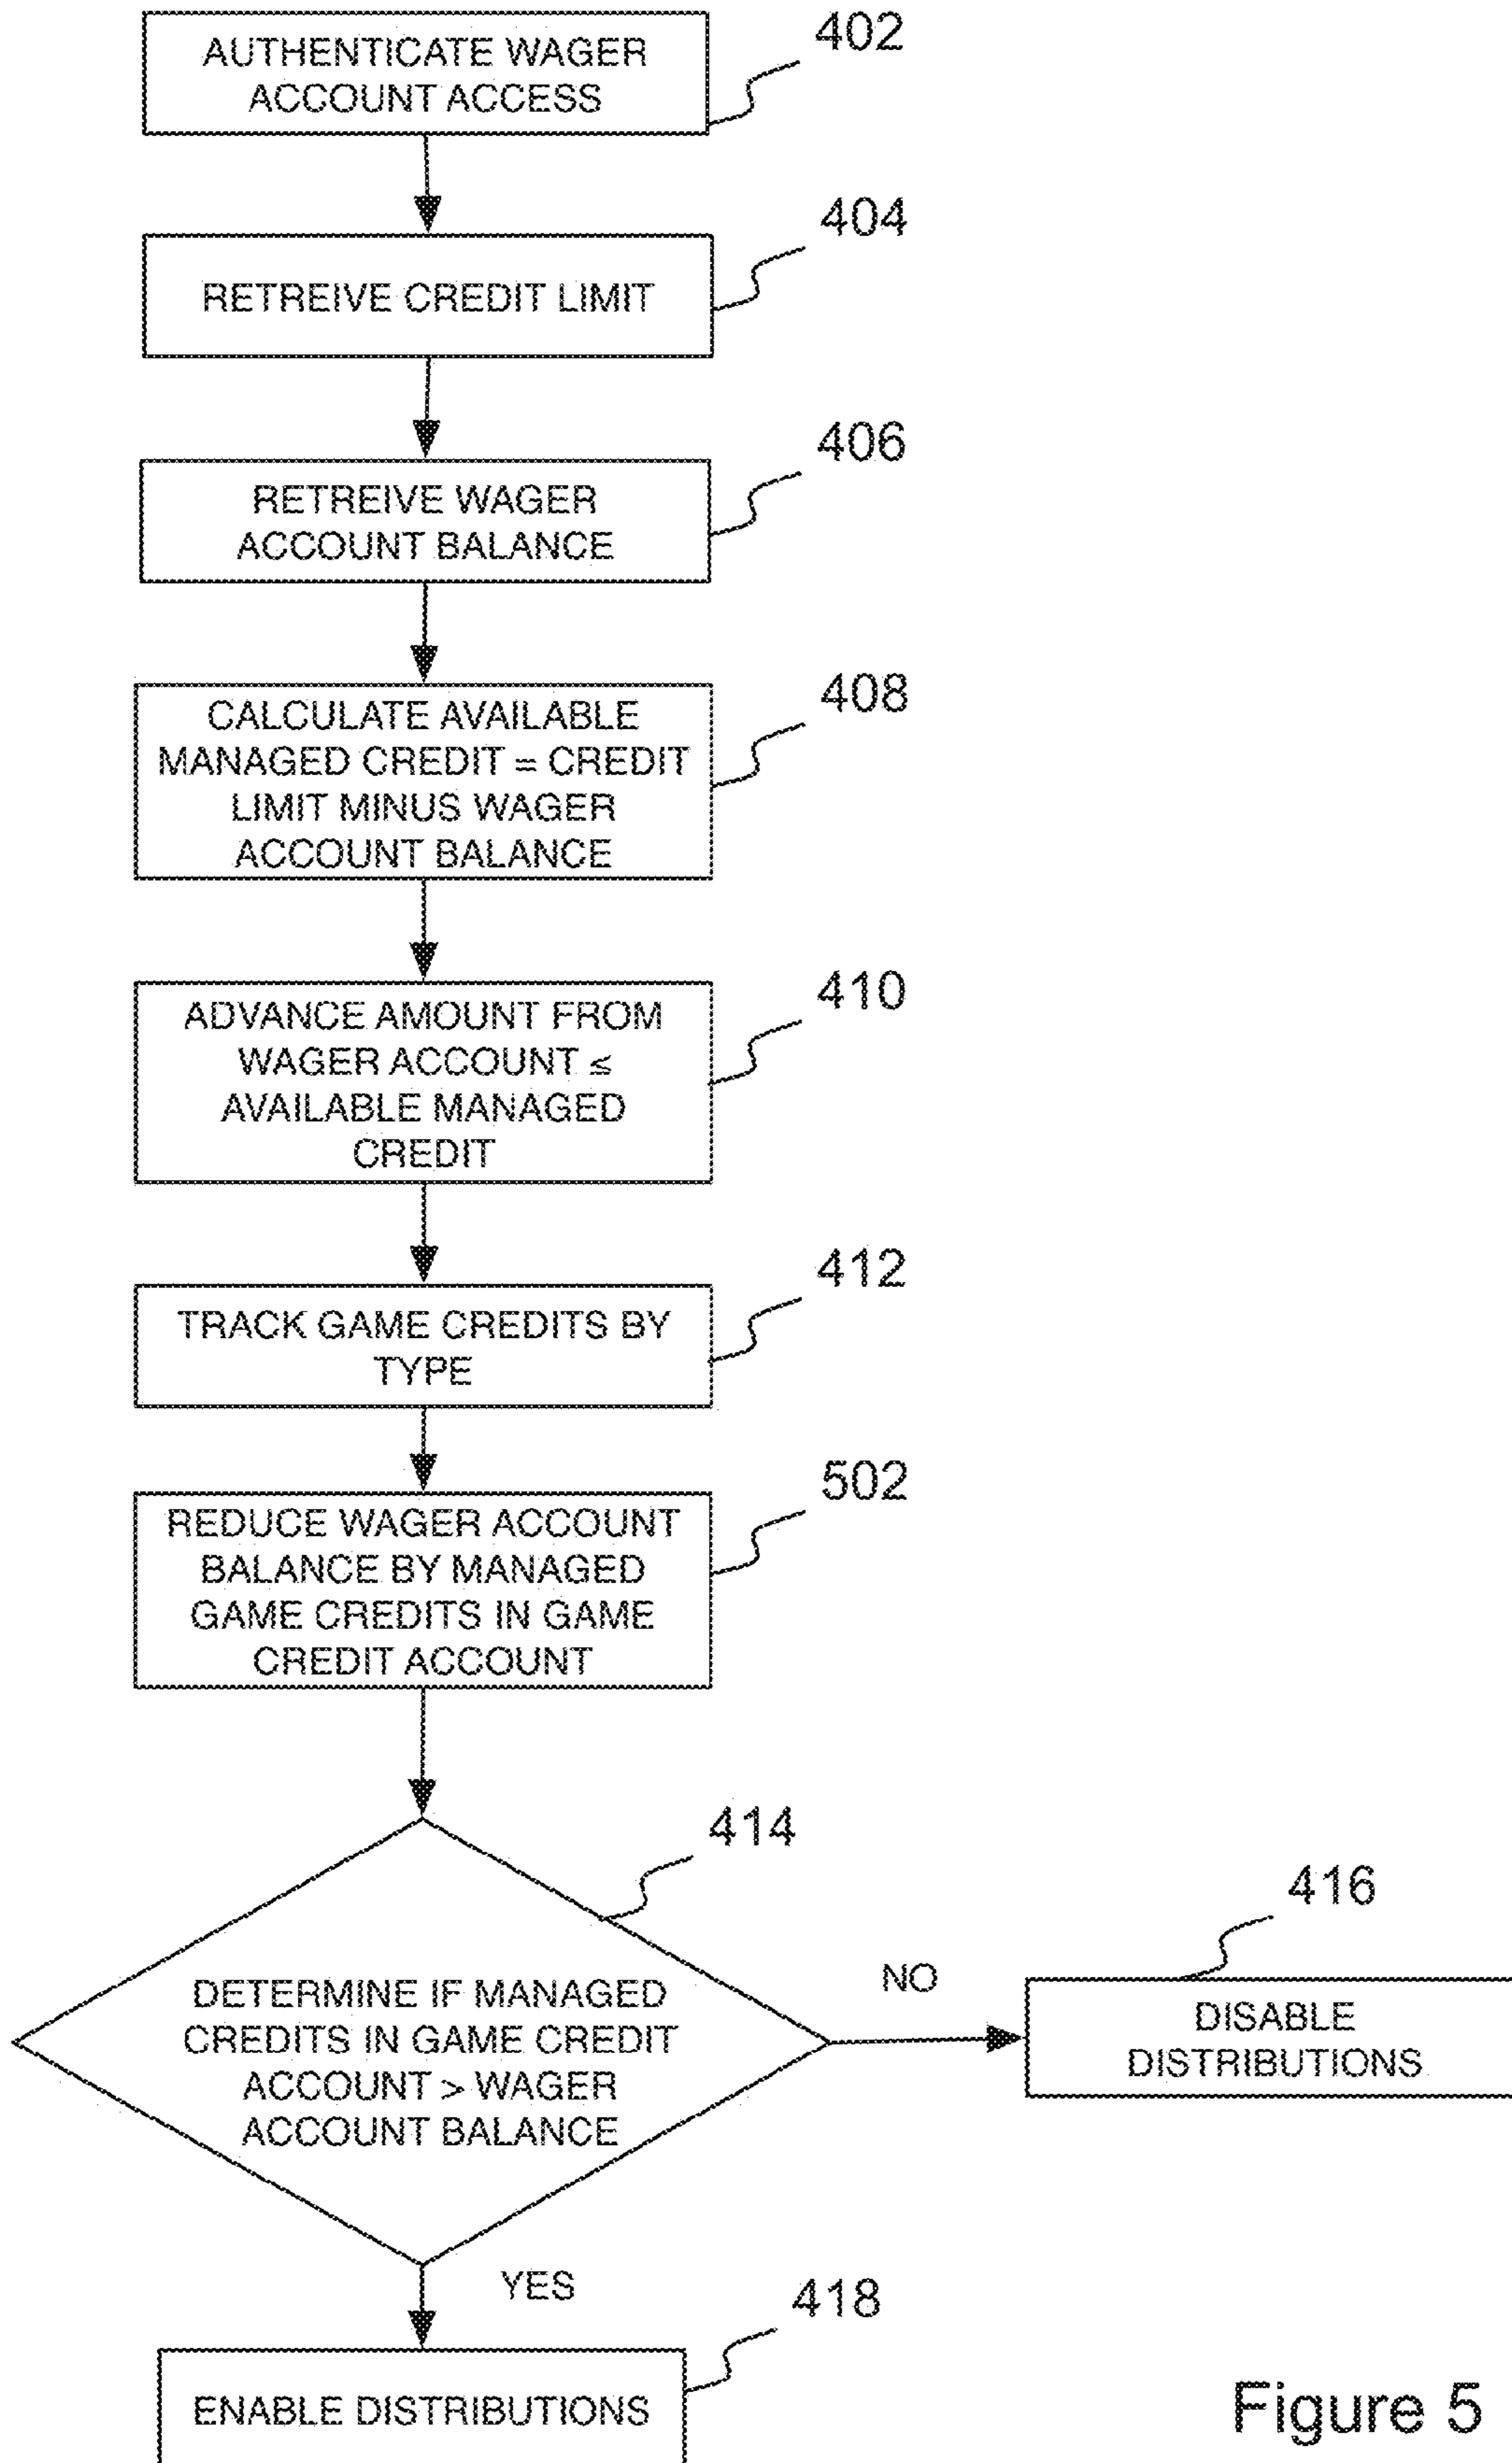 AUTHENTICATE WAGER
ACCOUNT ACCESS
402
RETREIVE CREDIT LIMIT
404
RETREIVE WAGER
ACCOUNT BALANCE
406
CALCULATE AVAILABLE
MANAGED CREDIT = CREDIT
LIMIT MINUS WAGER
ACCOUNT BALANCE
408
ADVANCE AMOUNT FROM
WAGER ACCOUNT ≤
AVAILABLE MANAGED
CREDIT
410
TRACK GAME CREDITS BY
TYPE
412
REDUCE WAGER ACCOUNT
BALANCE BY MANAGED
GAME CREDITS IN GAME
CREDIT ACCOUNT
502
DETERMINE IF MANAGED
CREDITS IN GAME CREDIT
ACCOUNT > WAGER
ACCOUNT BALANCE
414
NO
DISABLE
DISTRIBUTIONS
416
YES
ENABLE DISTRIBUTIONS
418
Figure 5